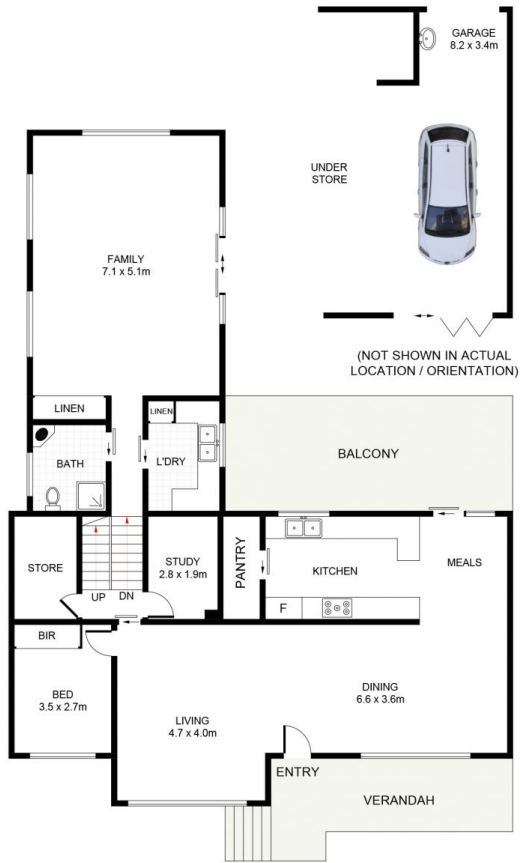 GARAGE
8.2 x 3.4m
UNDER
STORE
FAMILY
7.1 x 5.1m
(NOT SHOWN IN ACTUAL
LOCATION / ORIENTATION)
LINEN
LINEN
BATH
L'DRY
BALCONY
STORE
UP
DN
STUDY
2.8 x 1.9m
PANTRY
KITCHEN
MEALS
F
BIR
BED
3.5 x 2.7m
LIVING
4.7 x 4.0m
DINING
6.6 x 3.6m
ENTRY
VERANDAH